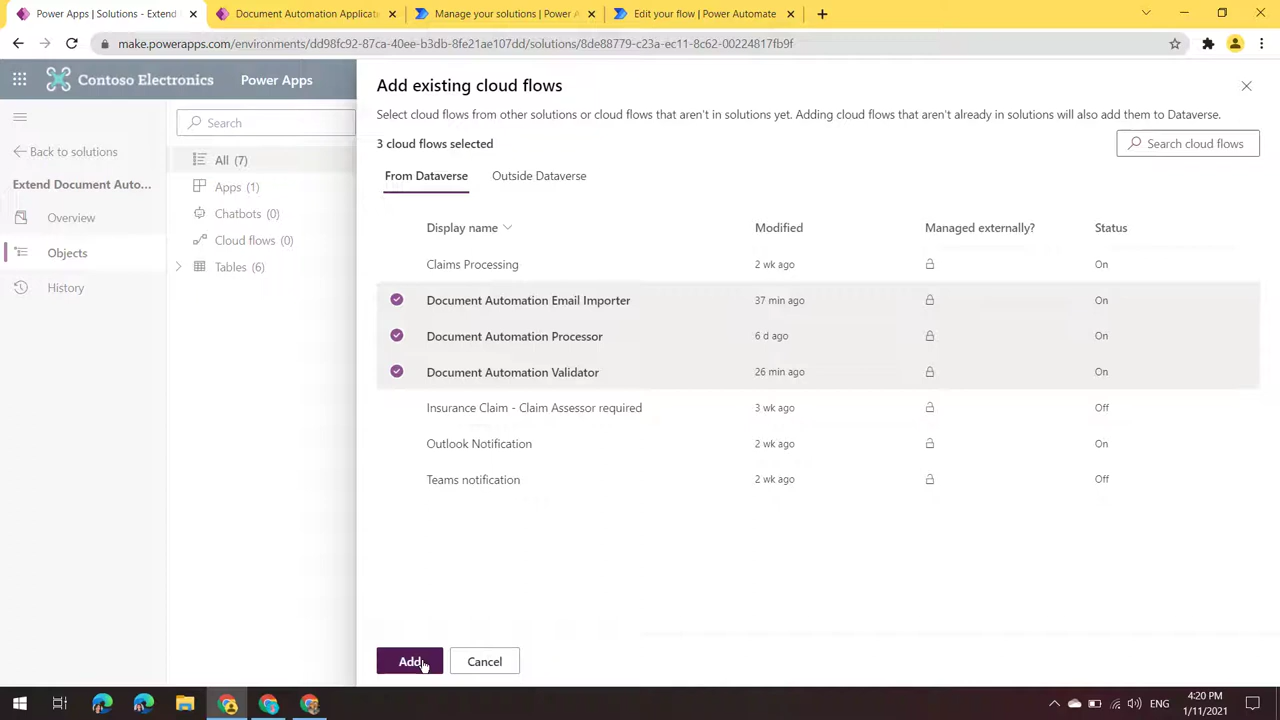 Power Apps | Solutions - Extend
Document Automation Applicat
Manage your solutions | Power A
Edit your flow | Power Automate
make.powerapps.com/environments/dd98fc92-87ca-40ee-b3db-8fe21ae107dd/solutions/8de88779-c23a-ec11-8c62-00224817fb9f
Contoso Electronics
Power Apps
Search
Back to solutions
Extend Document Auto...
Overview
Objects
History
All (7)
Apps (1)
Chatbots (0)
Cloud flows (0)
Tables (6)
Add existing cloud flows
Select cloud flows from other solutions or cloud flows that aren't in solutions yet. Adding cloud flows that aren't already in solutions will also add them to Dataverse.
3 cloud flows selected
Search cloud flows
From Dataverse Outside Dataverse
Display name Modified Managed externally? Status
Claims Processing 2 wk ago On
Document Automation Email Importer 37 min ago On
Document Automation Processor 6 d ago On
Document Automation Validator 26 min ago On
Insurance Claim - Claim Assessor required 3 wk ago Off
Outlook Notification 2 wk ago On
Teams notification 2 wk ago Off
Add Cancel
ENG
4:20 PM
1/11/2021